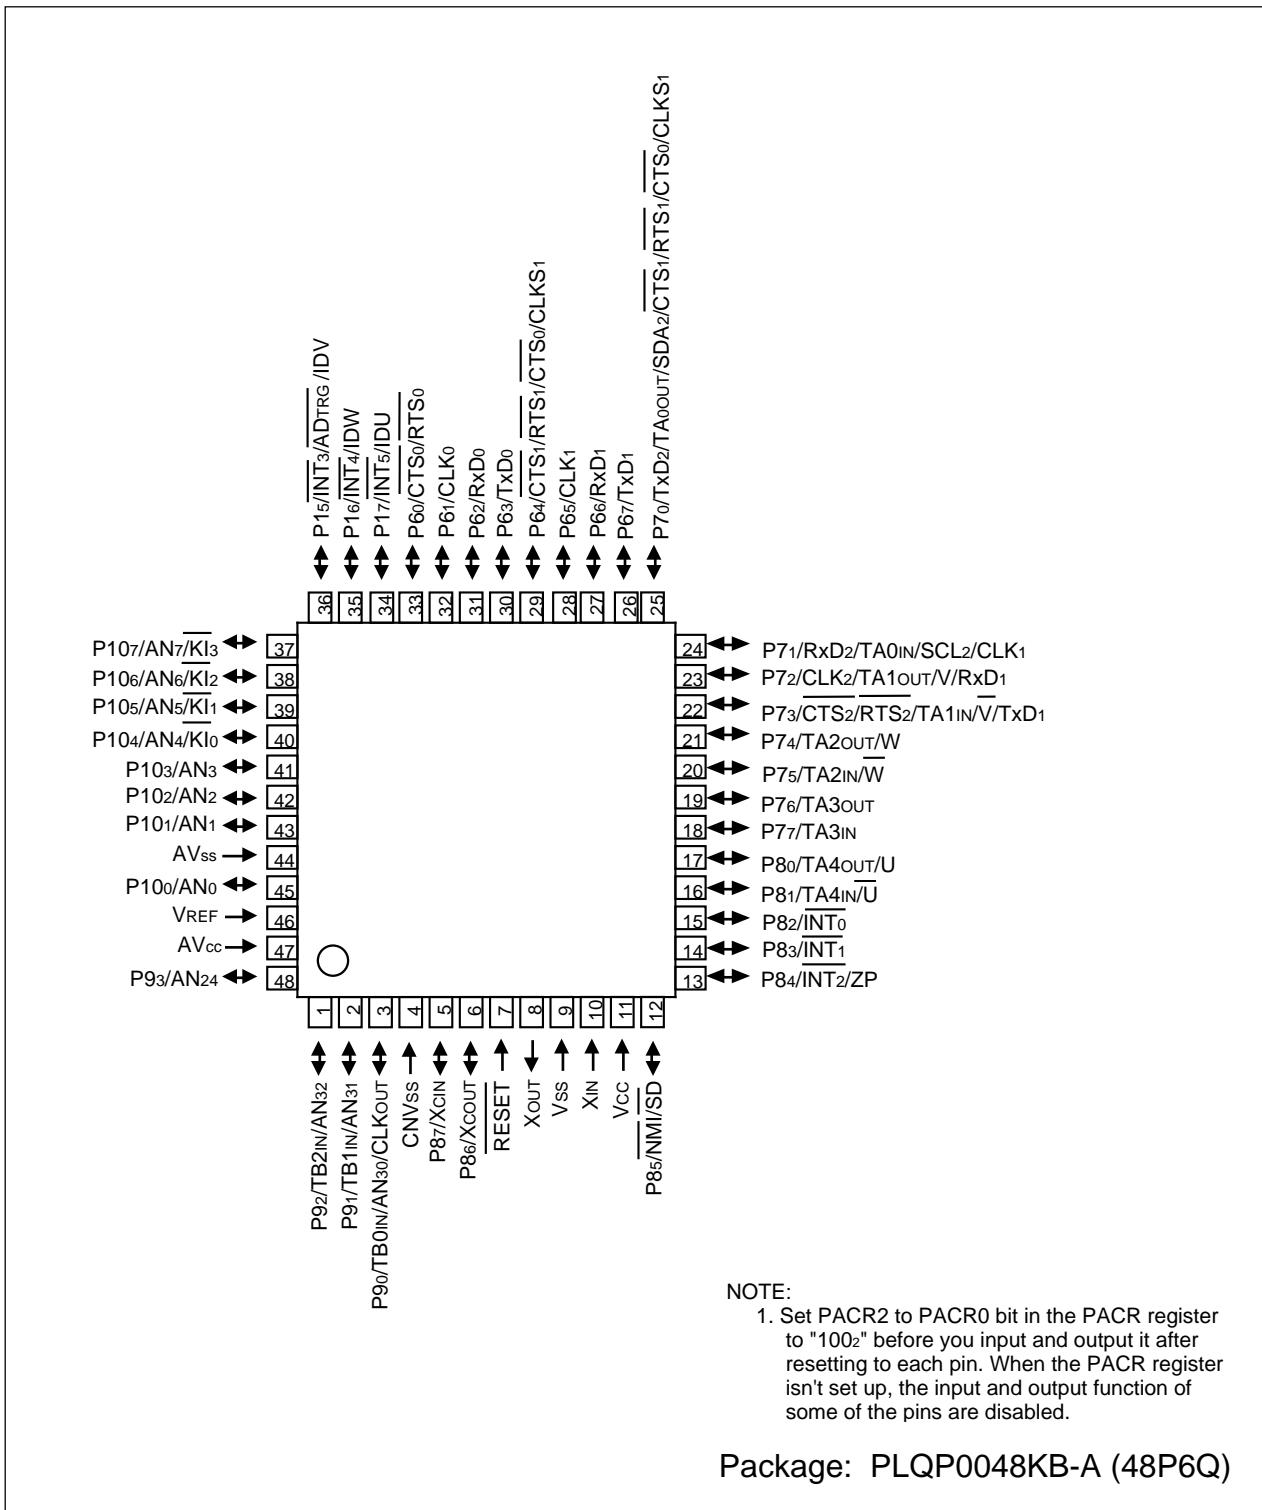 P15/INT3/ADTRG/IDV
P16/INT4/IDW
P17/INT5/IDU
P60/CTS0/RTS0
P61/CLK0
P62/RxD0
P63/TxD0
P64/CTS1/RTS1/CTS0/CLKS1
P65/CLK1
P66/RxD1
P67/TxD1
P70/TxD2/TA0OUT/SDA2/CTS1/RTS1/CTS0/CLKS1
36 35 34 33 32 31 30 29 28 27 26 25
P107/AN7/KI3 37
P106/AN6/KI2 38
P105/AN5/KI1 39
P104/AN4/KI0 40
P103/AN3 41
P102/AN2 42
P101/AN1 43
AVss 44
P100/AN0 45
VREF 46
AVcc 47
P93/AN24 48
24 P71/RxD2/TA0IN/SCL2/CLK1
23 P72/CLK2/TA1OUT/V/RxD1
22 P73/CTS2/RTS2/TA1IN/V/TxD1
21 P74/TA2OUT/W
20 P75/TA2IN/W
19 P76/TA3OUT
18 P77/TA3IN
17 P80/TA4OUT/U
16 P81/TA4IN/U
15 P82/INT0
14 P83/INT1
13 P84/INT2/ZP
1 2 3 4 5 6 7 8 9 10 11 12
P92/TB2IN/AN32
P91/TB1IN/AN31
P90/TB0IN/AN30/CLKOUT
CNVss
P87/XCIN
P86/XCOUT
RESET
XOUT
Vss
XIN
Vcc
P85/NMI/SD
NOTE:
1. Set PACR2 to PACR0 bit in the PACR register
to "1002" before you input and output it after
resetting to each pin. When the PACR register
isn't set up, the input and output function of
some of the pins are disabled.
Package: PLQP0048KB-A (48P6Q)